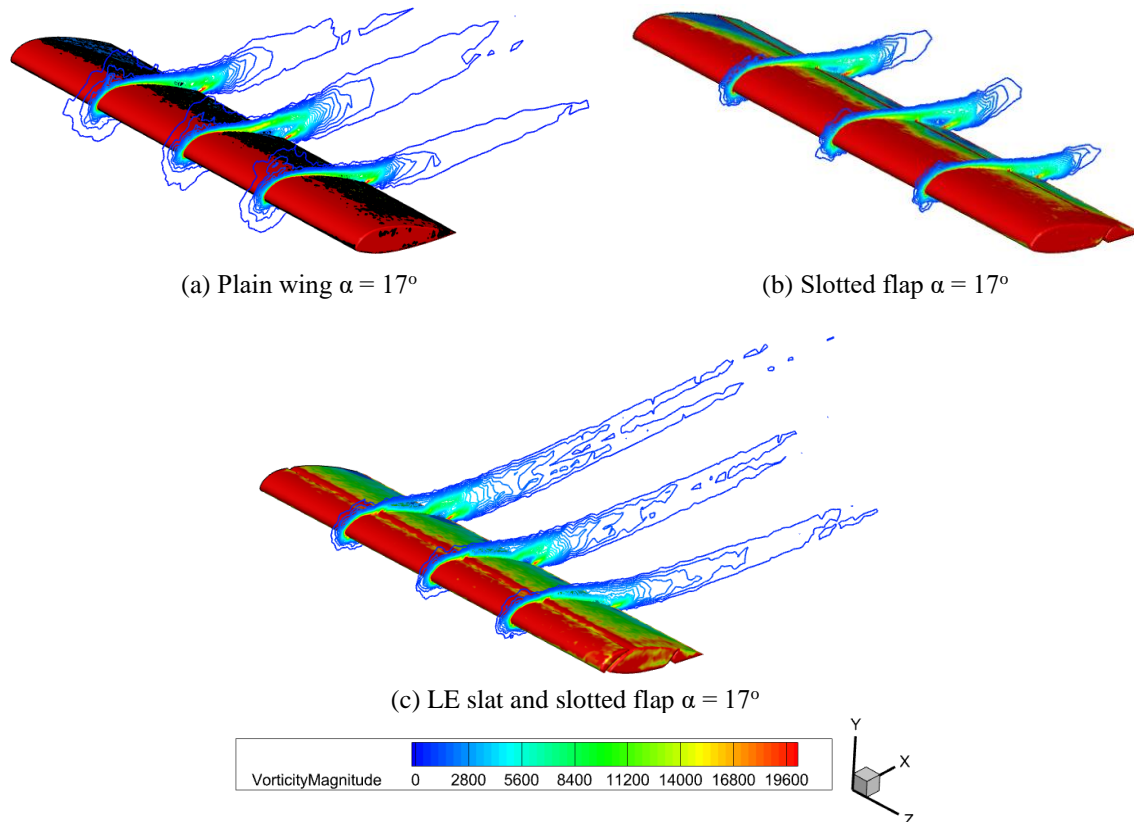 (a) Plain wing α = 17°
(b) Slotted flap α = 17°
(c) LE slat and slotted flap α = 17°
VorticityMagnitude 0 2800 5600 8400 11200 14000 16800 19600
Y
X
Z